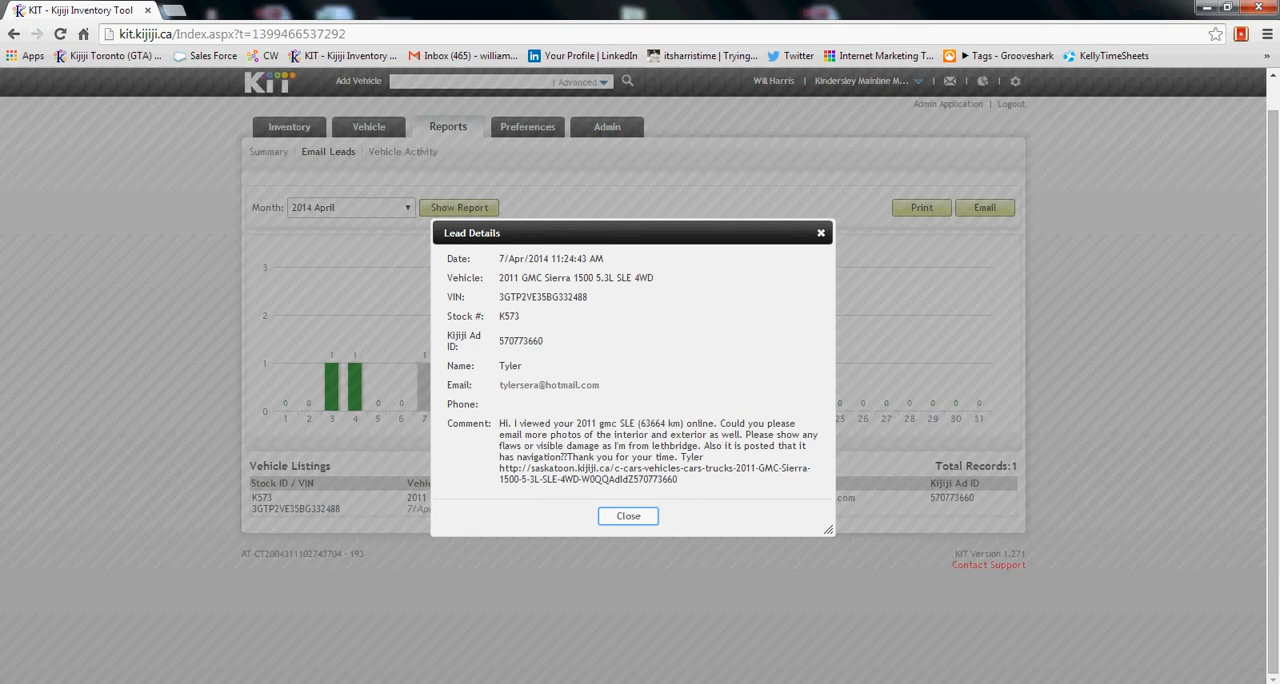 KIT - Kijiji Inventory Tool
kit.kijiji.ca/Index.aspx?t=1399466537292
Apps Kijiji Toronto (GTA) ... Sales Force CW KIT - Kijiji Inventory ... Inbox (465) - william... Your Profile | LinkedIn itsharristime | Trying... Twitter Internet Marketing T... Tags - Grooveshark KellyTimeSheets »
KiT Add Vehicle | Advanced Will Harris | Kindersley Mainline M... | | |
Admin Application | Logout
Inventory Vehicle Reports Preferences Admin
Summary Email Leads Vehicle Activity
Month: 2014 April Show Report Print Email
Lead Details
Date: 7/Apr/2014 11:24:43 AM
Vehicle: 2011 GMC Sierra 1500 5.3L SLE 4WD
VIN: 3GTP2VE35BG332488
Stock #: K573
Kijiji Ad
ID: 570773660
Name: Tyler
Email: tylersera@hotmail.com
Phone:
Comment: Hi. I viewed your 2011 gmc SLE (63664 km) online. Could you please
email more photos of the interior and exterior as well. Please show any
flaws or visible damage as I'm from lethbridge. Also it is posted that it
has navigation??Thank you for your time. Tyler
http://saskatoon.kijiji.ca/c-cars-vehicles-cars-trucks-2011-GMC-Sierra-
1500-5-3L-SLE-4WD-W0QQAdIdZ570773660
Close
3
2
1
0
1 1 1
0 0 0 0 0 0 0 0 0 0 0
1 2 3 4 5 6 7 25 26 27 28 29 30 31
Vehicle Listings Total Records:1
Stock ID / VIN Vehic Kijiji Ad ID
K573 2011 com 570773660
3GTP2VE35BG332488 7/Ap
AT-CT2004311102743704 - 193 KIT Version 1.271
Contact Support